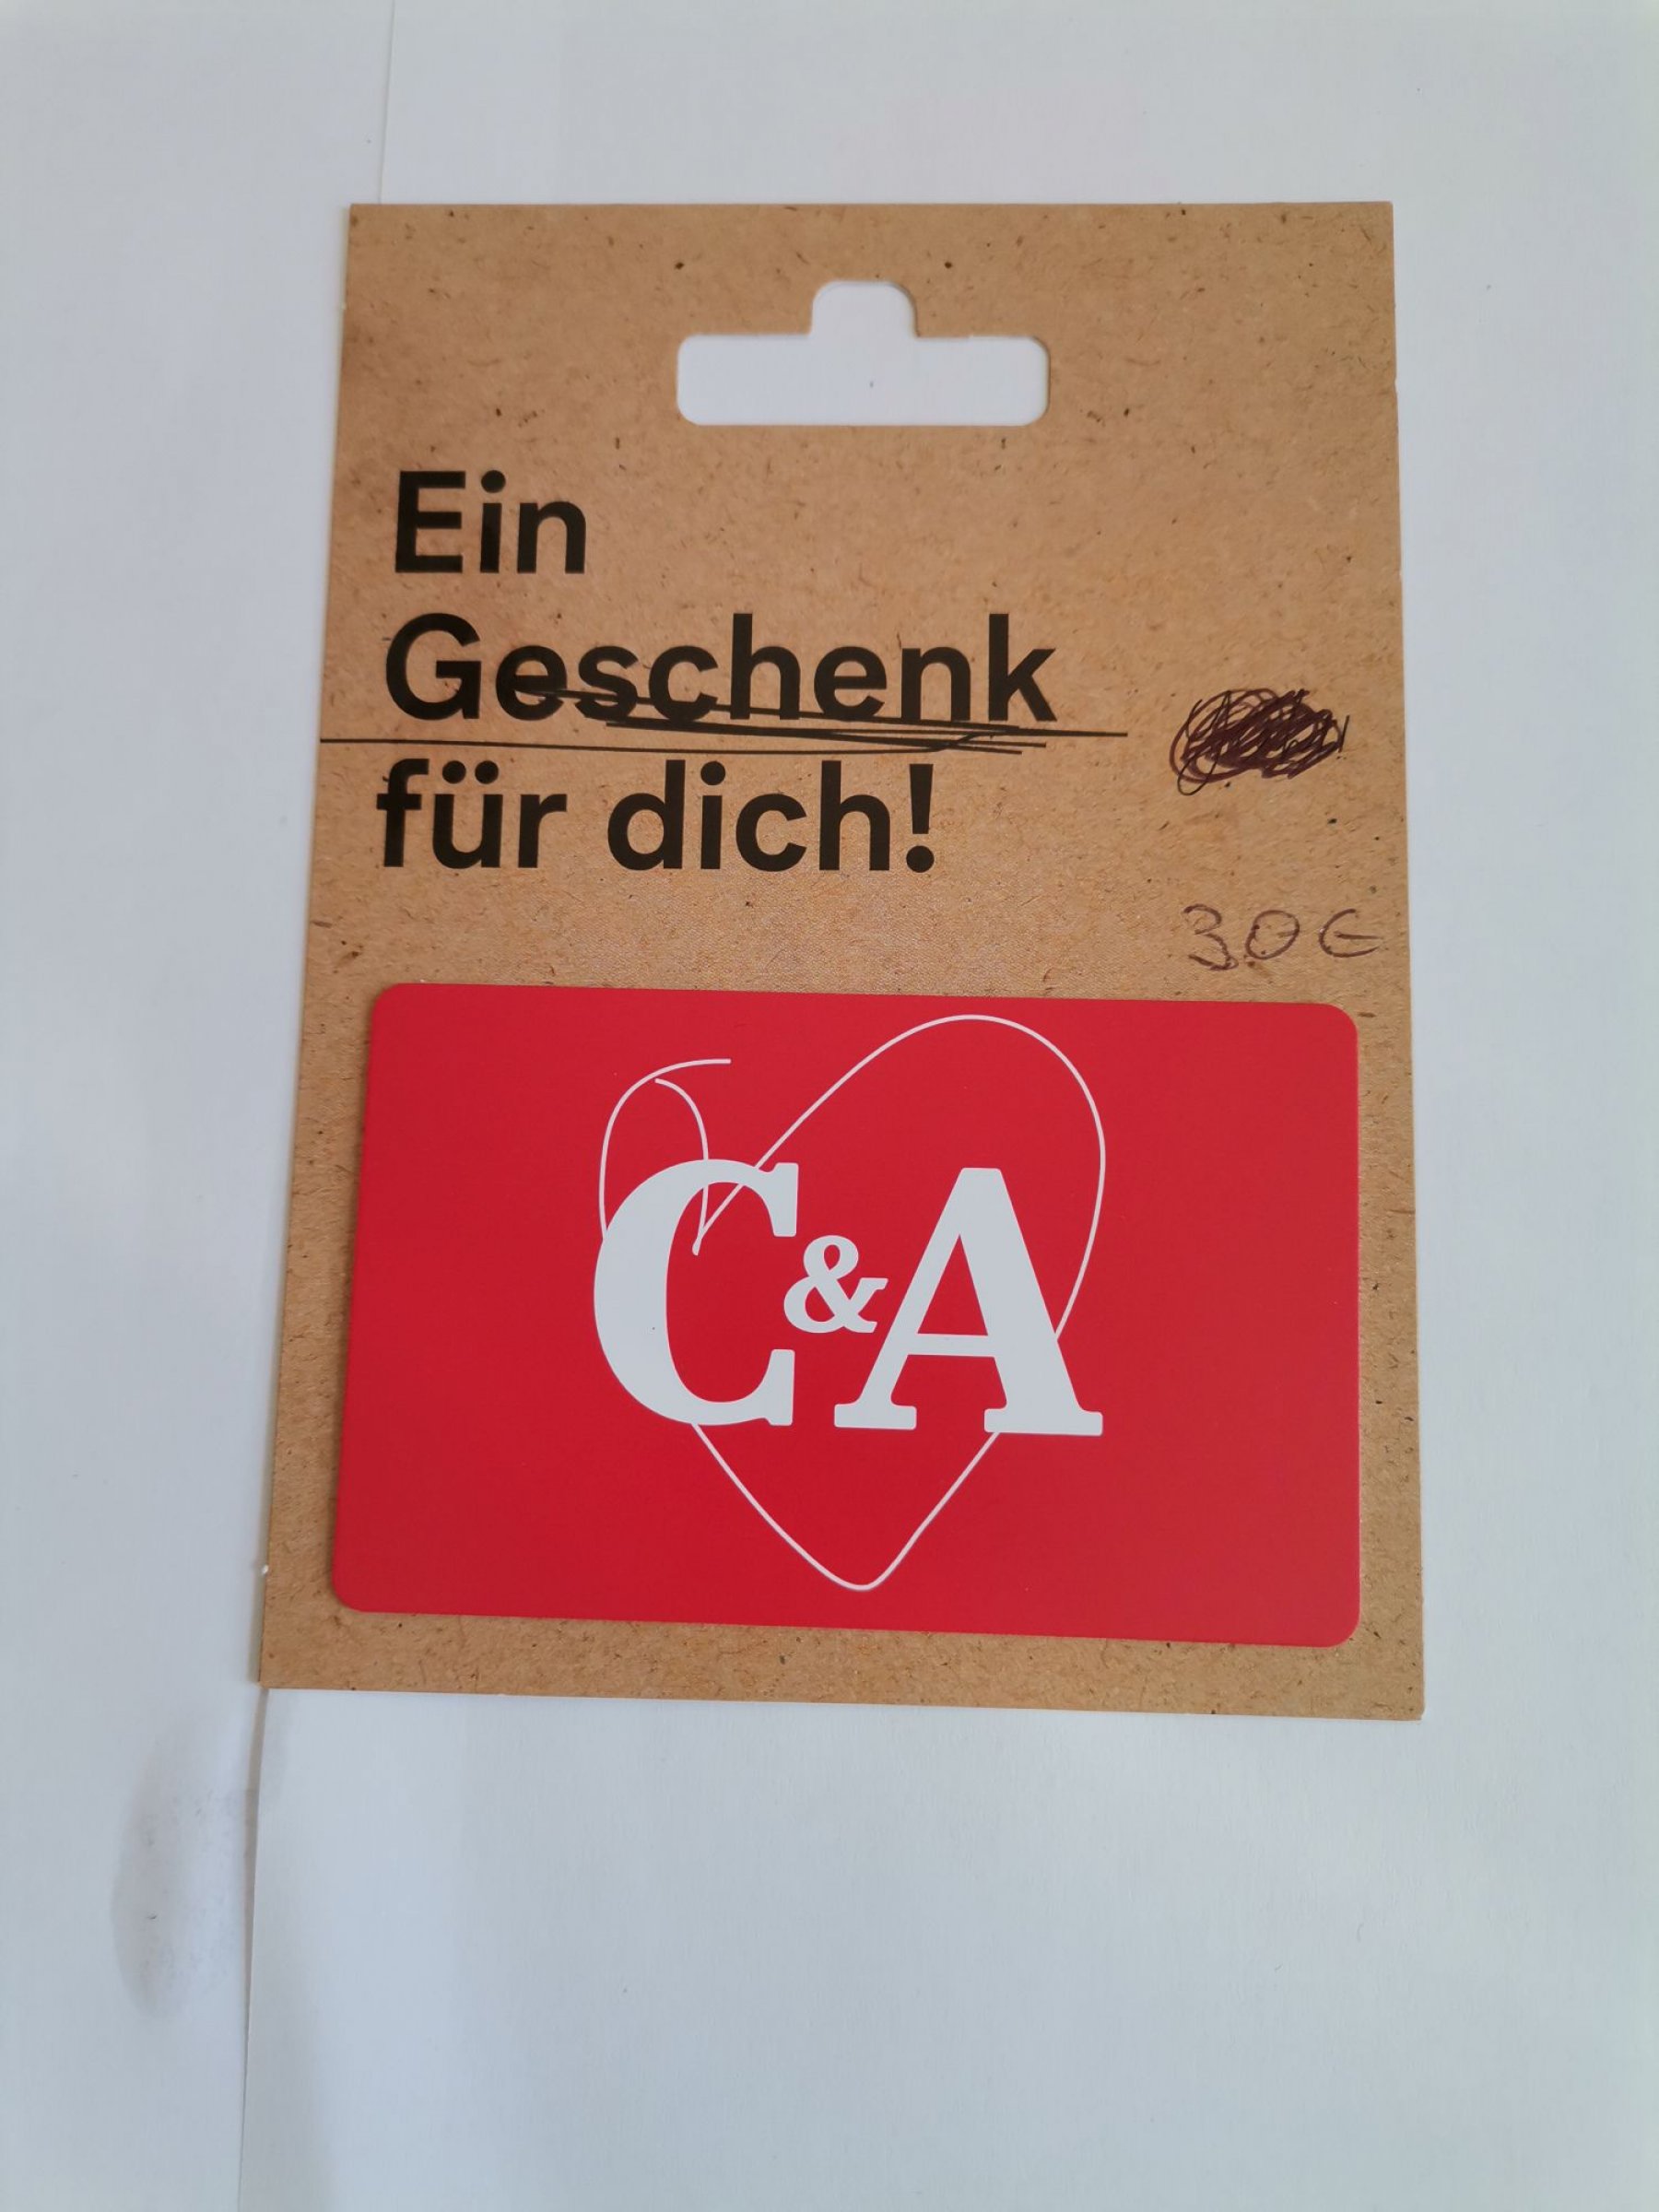 Ein
Geschenk
für dich!
30€
C&A